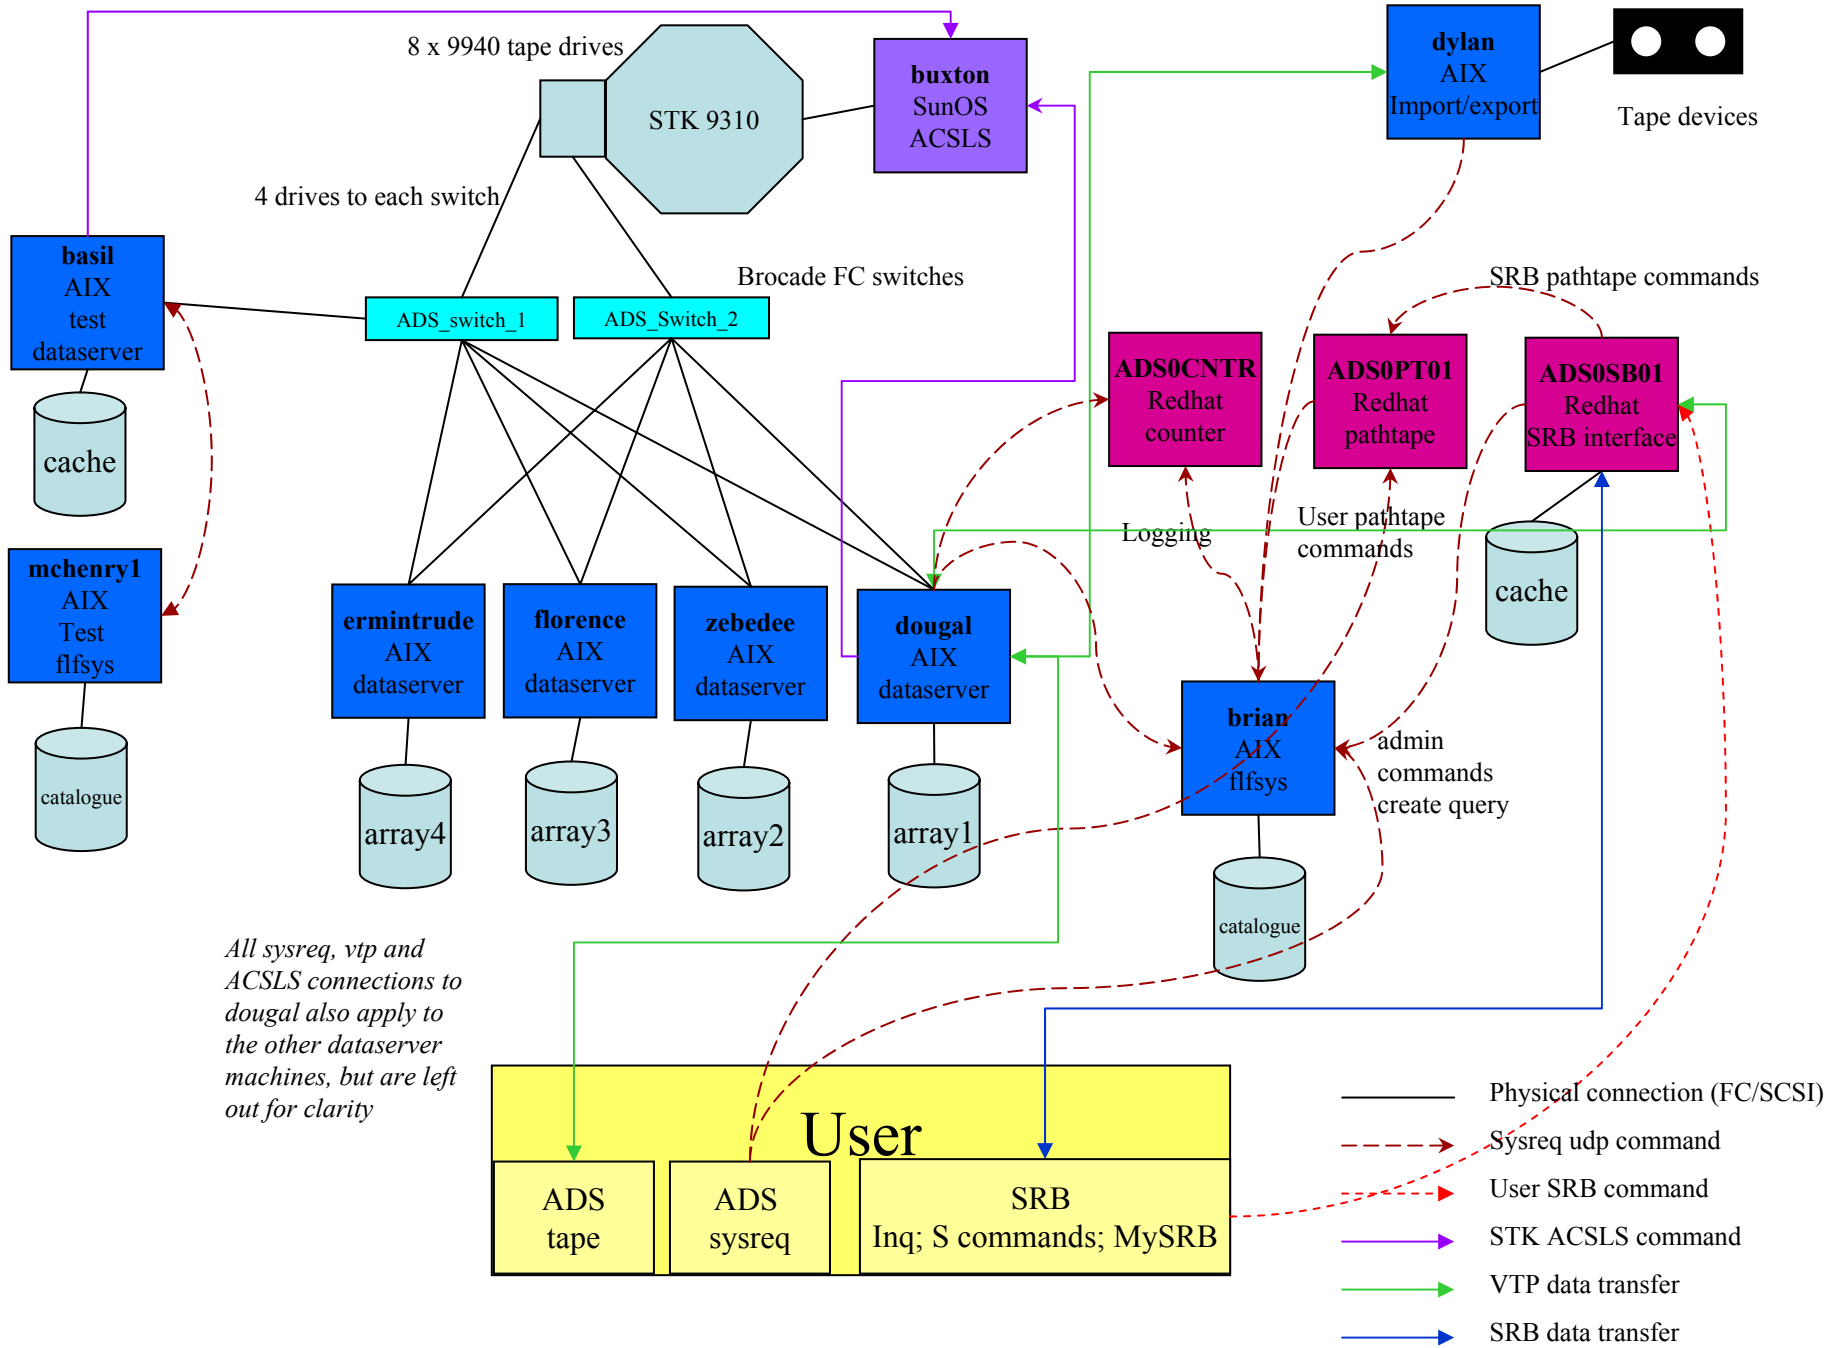 8 x 9940 tape drives
STK 9310
buxton
SunOS
ACSLS
dylan
AIX
Import/export
Tape devices
4 drives to each switch
basil
AIX
test
dataserver
Brocade FC switches
ADS_switch_1
ADS_Switch_2
SRB pathtape commands
ADS0CNTR
Redhat
counter
ADS0PT01
Redhat
pathtape
ADS0SB01
Redhat
SRB interface
cache
Logging
User pathtape
commands
cache
mchenry1
AIX
Test
flfsys
ermintrude
AIX
dataserver
florence
AIX
dataserver
zebedee
AIX
dataserver
dougal
AIX
dataserver
brian
AIX
flfsys
admin
commands
create query
catalogue
array4
array3
array2
array1
catalogue
All sysreq, vtp and
ACSLS connections to
dougal also apply to
the other dataserver
machines, but are left
out for clarity
User
ADS
tape
ADS
sysreq
SRB
Inq; S commands; MySRB
Physical connection (FC/SCSI)
Sysreq udp command
User SRB command
STK ACSLS command
VTP data transfer
SRB data transfer